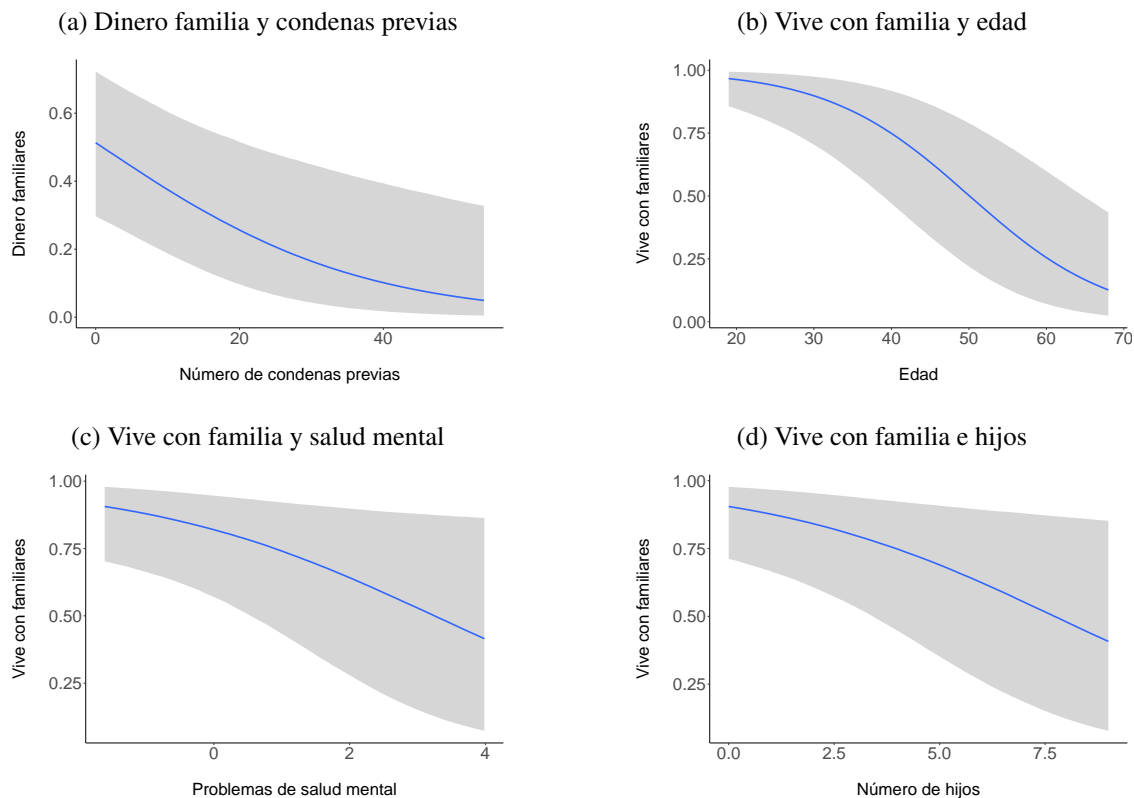 (a) Dinero familia y condenas previas
0.6
0.4
0.2
0.0
Dinero familiares
0 20 40
Número de condenas previas
(b) Vive con familia y edad
1.00
0.75
0.50
0.25
0.00
Vive con familiares
20 30 40 50 60 70
Edad
(c) Vive con familia y salud mental
1.00
0.75
0.50
0.25
Vive con familiares
0 2 4
Problemas de salud mental
(d) Vive con familia e hijos
1.00
0.75
0.50
0.25
Vive con familiares
0.0 2.5 5.0 7.5
Número de hijos